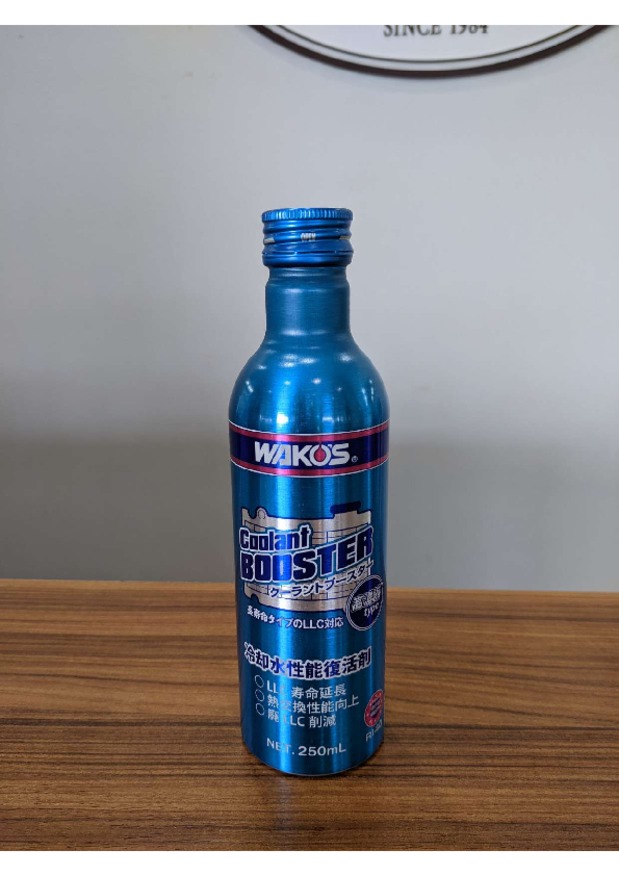 SINCE 1984
OPEN
WAKO'S®
Coolant
BOOSTER
クーラントブースター
type
長寿命タイプのLLC対応
冷却水性能復活剤
○LLC寿命延長
○熱交換性能向上
○廃LLC削減
NET. 250mL